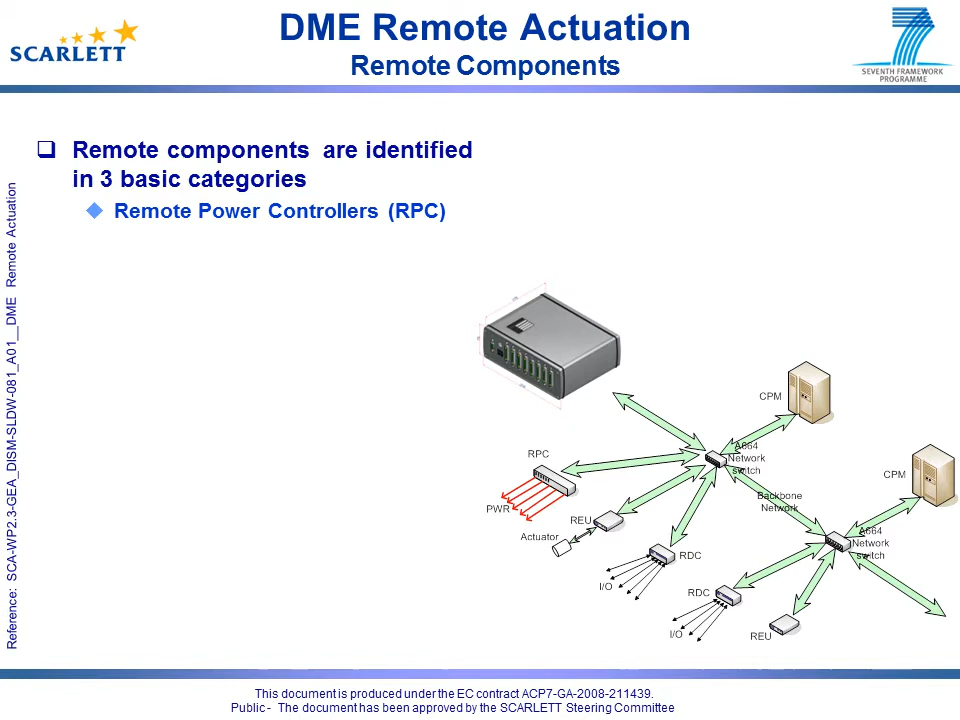 SCARLETT
DME Remote Actuation
Remote Components
SEVENTH FRAMEWORK
PROGRAMME
Remote components are identified
in 3 basic categories
Remote Power Controllers (RPC)
Reference: SCA-WP2.3-GEA_DISM-SLDW-081_A01__DME Remote Actuation
CPM
A664
Network
switch
RPC
PWR
REU
Actuator
Backbone
Network
CPM
A664
Network
switch
RDC
I/O
RDC
I/O
REU
This document is produced under the EC contract ACP7-GA-2008-211439.
Public - The document has been approved by the SCARLETT Steering Committee